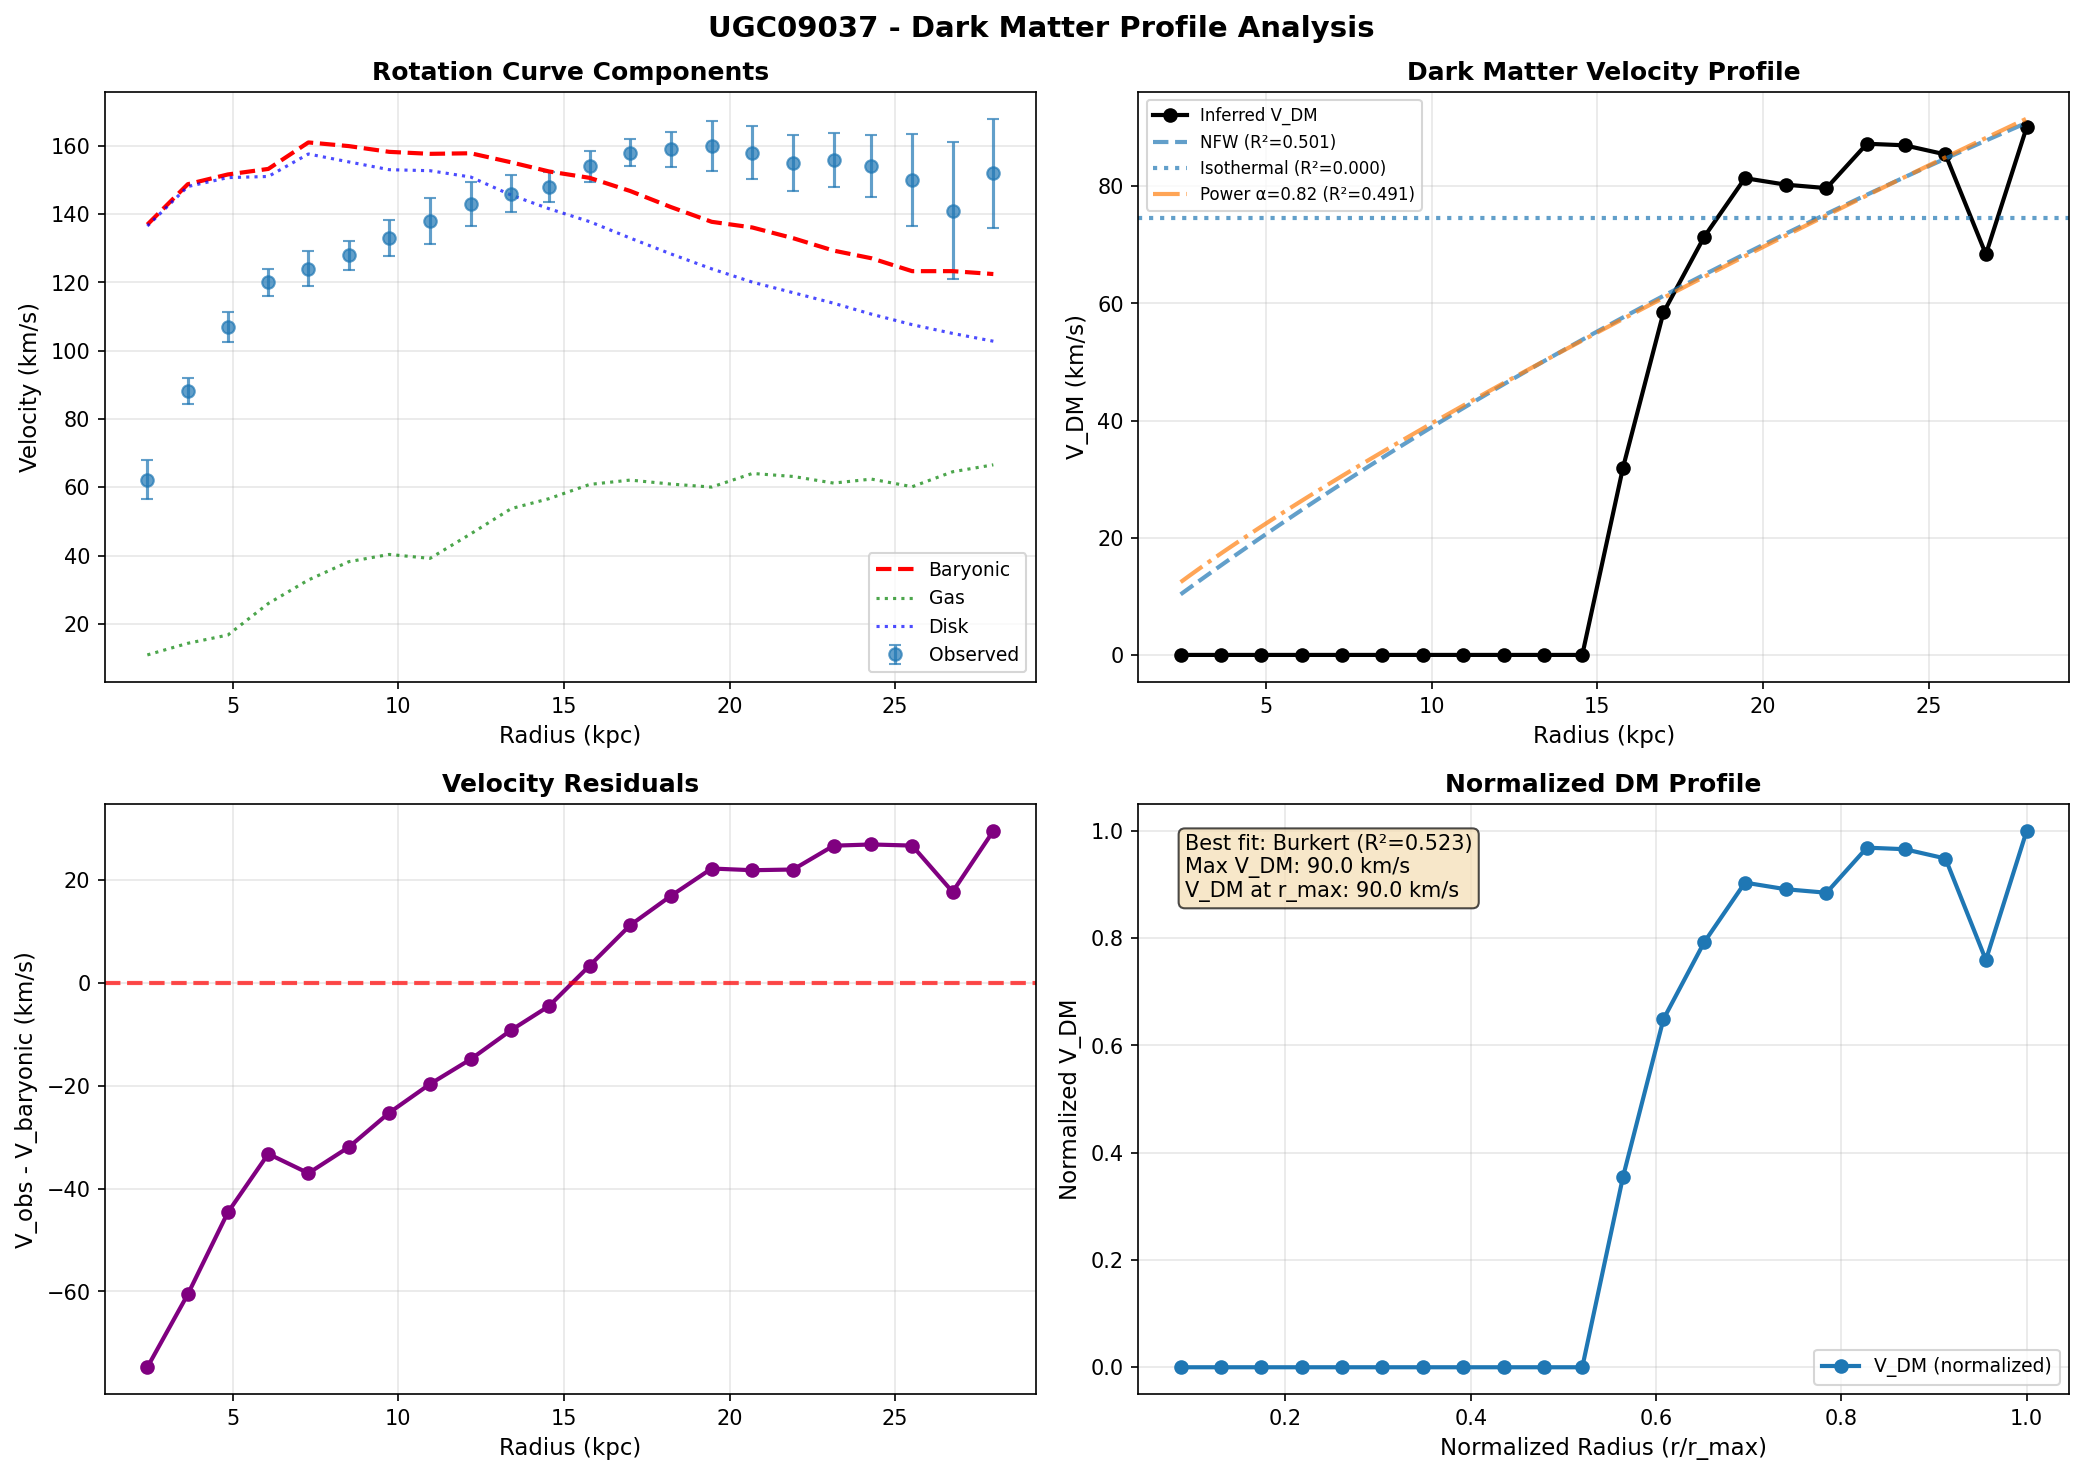 UGC09037 - Dark Matter Profile Analysis
Rotation Curve Components
Velocity (km/s)
160
140
120
100
80
60
40
20
5
10
15
20
25
Radius (kpc)
Baryonic
Gas
Disk
Observed
Dark Matter Velocity Profile
V_DM (km/s)
80
60
40
20
0
5
10
15
20
25
Radius (kpc)
Inferred V_DM
NFW (R²=0.501)
Isothermal (R²=0.000)
Power α=0.82 (R²=0.491)
Velocity Residuals
V_obs - V_baryonic (km/s)
20
0
−20
−40
−60
5
10
15
20
25
Radius (kpc)
Normalized DM Profile
Normalized V_DM
1.0
0.8
0.6
0.4
0.2
0.0
0.2
0.4
0.6
0.8
1.0
Normalized Radius (r/r_max)
Best fit: Burkert (R²=0.523)
Max V_DM: 90.0 km/s
V_DM at r_max: 90.0 km/s
V_DM (normalized)